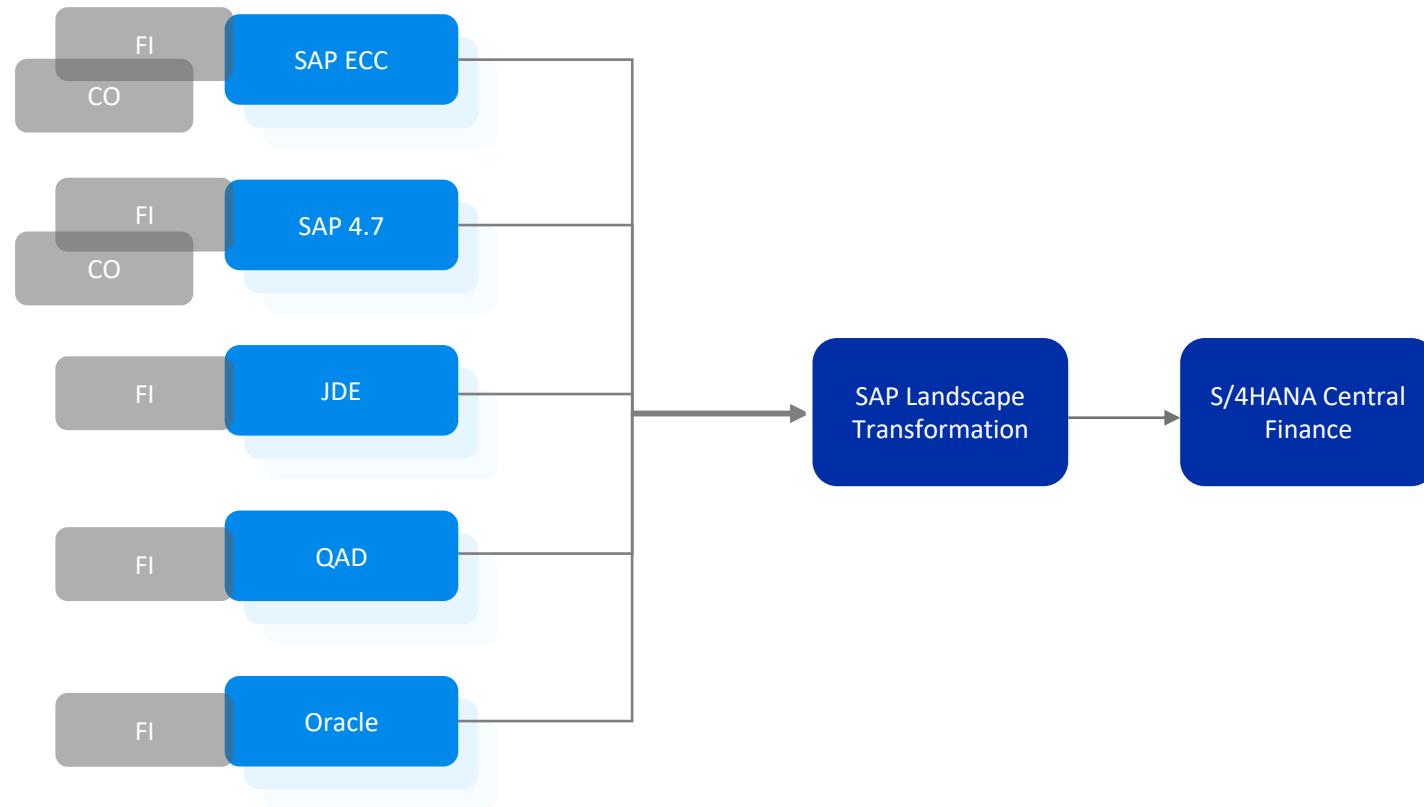 FI
SAP ECC
CO
FI
SAP 4.7
CO
FI
JDE
SAP Landscape
Transformation
S/4HANA Central
Finance
FI
QAD
FI
Oracle